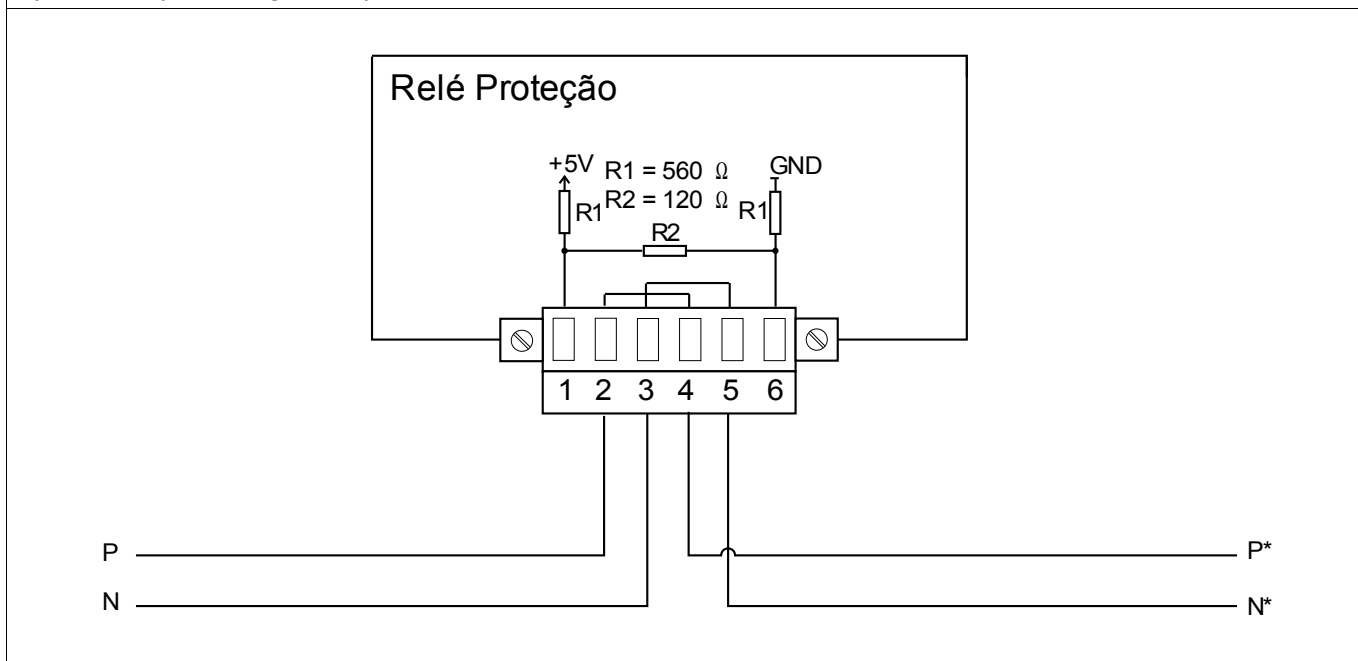 Relé Proteção
+5V R1 = 560 Ω GND
R2 = 120 Ω
R1 R1
R2
1 2 3 4 5 6
P P*
N N*